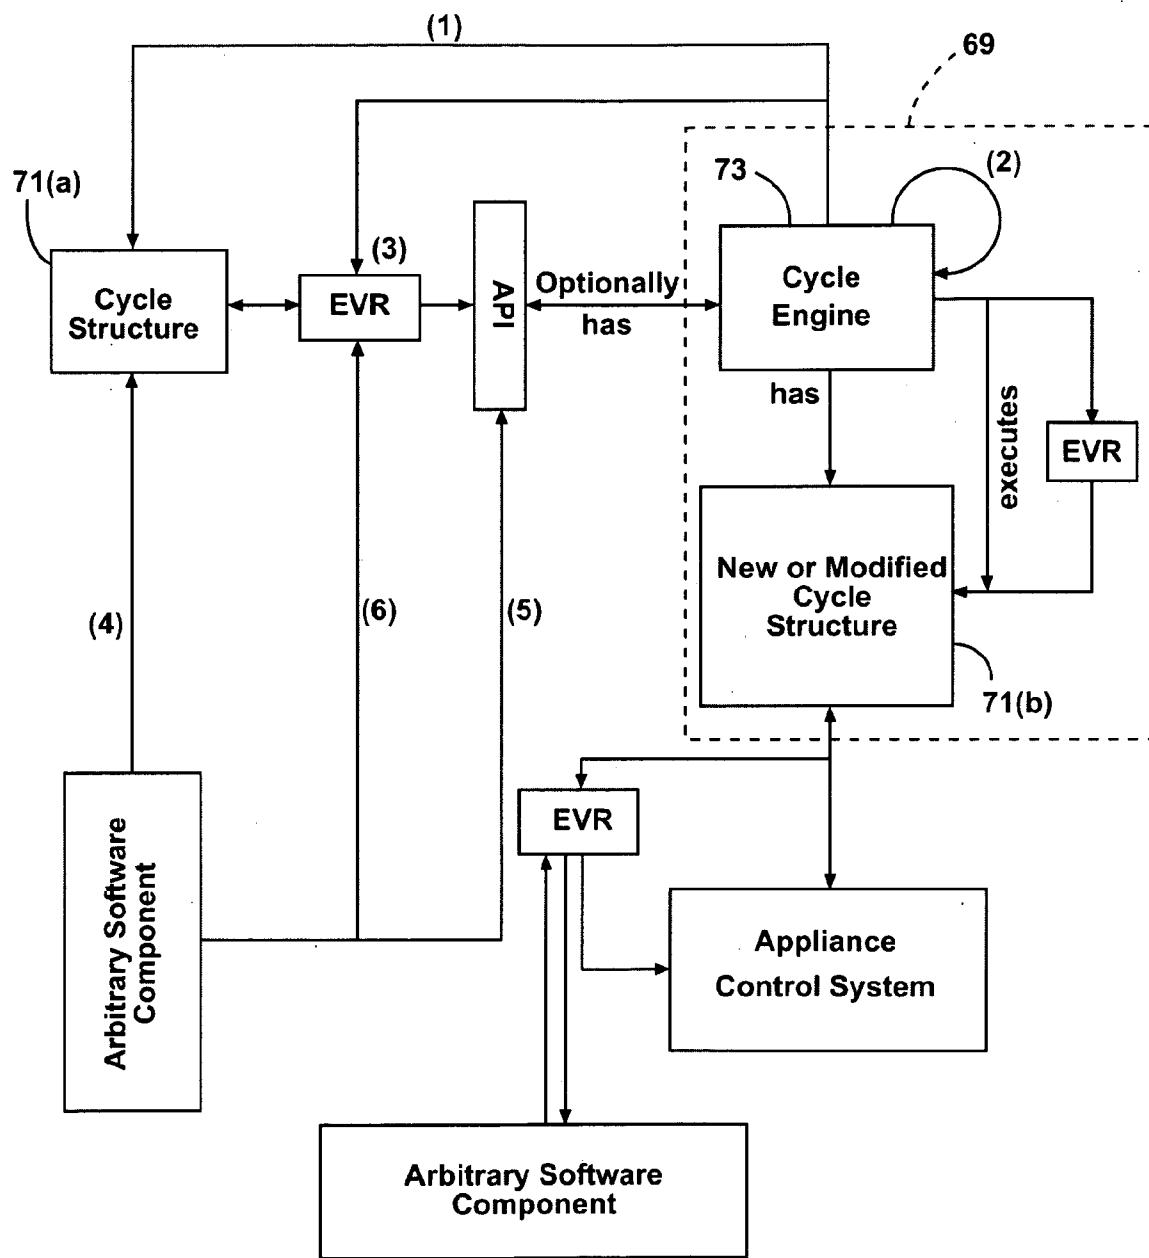 (1)
69
71(a)
73
(2)
(3)
Cycle
Structure
EVR
API
Optionally
has
Cycle
Engine
has
executes
EVR
New or Modified
Cycle
Structure
(4)
(6)
(5)
71(b)
Arbitrary Software
Component
EVR
Appliance
Control System
Arbitrary Software
Component